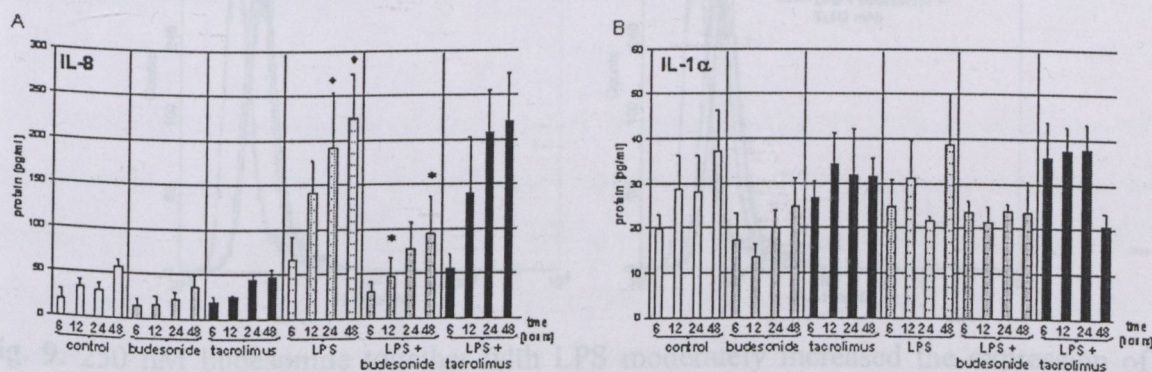 A
B
IL-8
IL-1α
protein [pg/ml]
300
250
200
150
100
50
0
* * * *
6 12 24 48 6 12 24 48 6 12 24 48 6 12 24 48 6 12 24 48 6 12 24 48 time
control budesonide tacrolimus LPS LPS + LPS +
budesonide tacrolimus
protein [pg/ml]
60
50
40
30
20
10
0
6 12 24 48 6 12 24 48 6 12 24 48 6 12 24 48 6 12 24 48 6 12 24 48 time
control budesonide tacrolimus LPS LPS + LPS +
budesonide tacrolimus